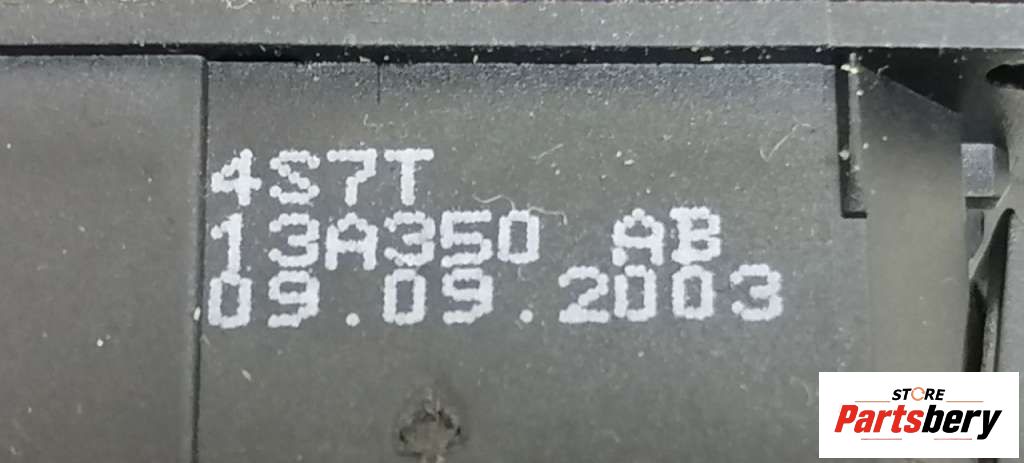 4S7T
13A350 AB
09.09.2003
STORE
Partsbery